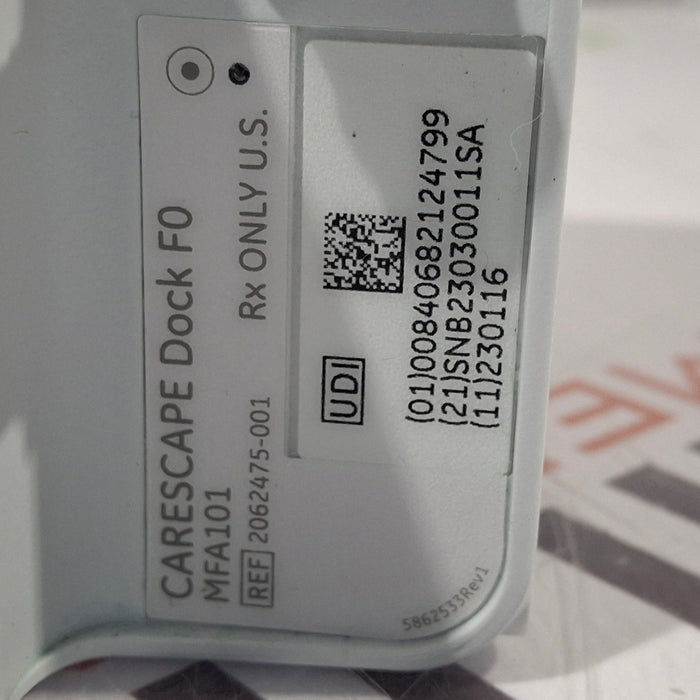 CARESCAPE Dock F0
MFA101
REF 2062475-001
Rx ONLY U.S.
UDI
(01)00840682124799
(21)SNB23030011SA
(11)230116
5862533Rev1